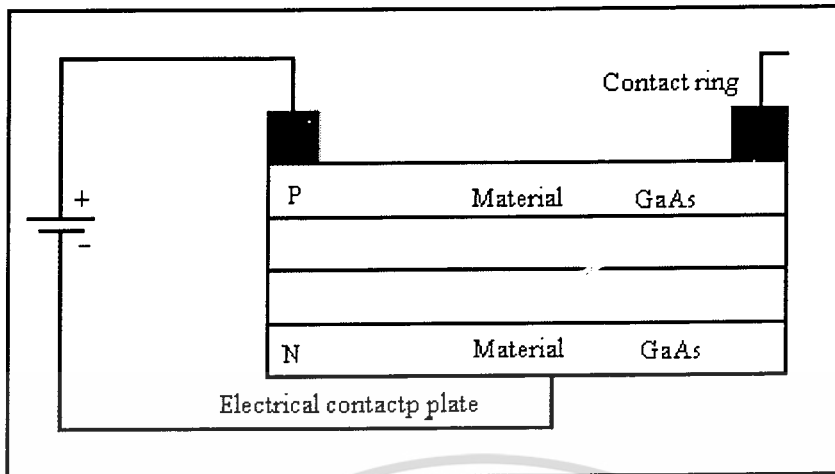 Contact ring
+
P Material GaAs
-
N Material GaAs
Electrical contactp plate